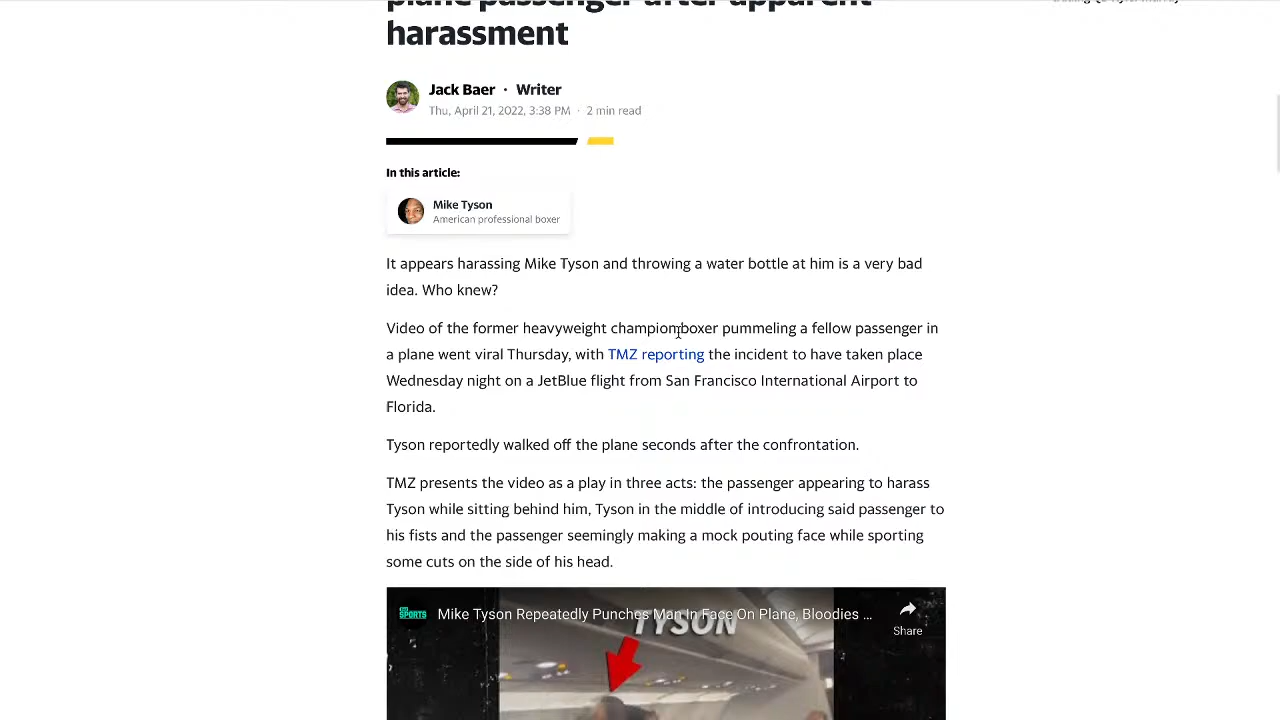 plane passenger after apparent
harassment
Jack Baer · Writer
Thu, April 21, 2022, 3:38 PM · 2 min read
In this article:
Mike Tyson
American professional boxer
It appears harassing Mike Tyson and throwing a water bottle at him is a very bad
idea. Who knew?
Video of the former heavyweight champion boxer pummeling a fellow passenger in
a plane went viral Thursday, with TMZ reporting the incident to have taken place
Wednesday night on a JetBlue flight from San Francisco International Airport to
Florida.
Tyson reportedly walked off the plane seconds after the confrontation.
TMZ presents the video as a play in three acts: the passenger appearing to harass
Tyson while sitting behind him, Tyson in the middle of introducing said passenger to
his fists and the passenger seemingly making a mock pouting face while sporting
some cuts on the side of his head.
SPORTS
Mike Tyson Repeatedly Punches Man In Face On Plane, Bloodies ...
Share
TYSON